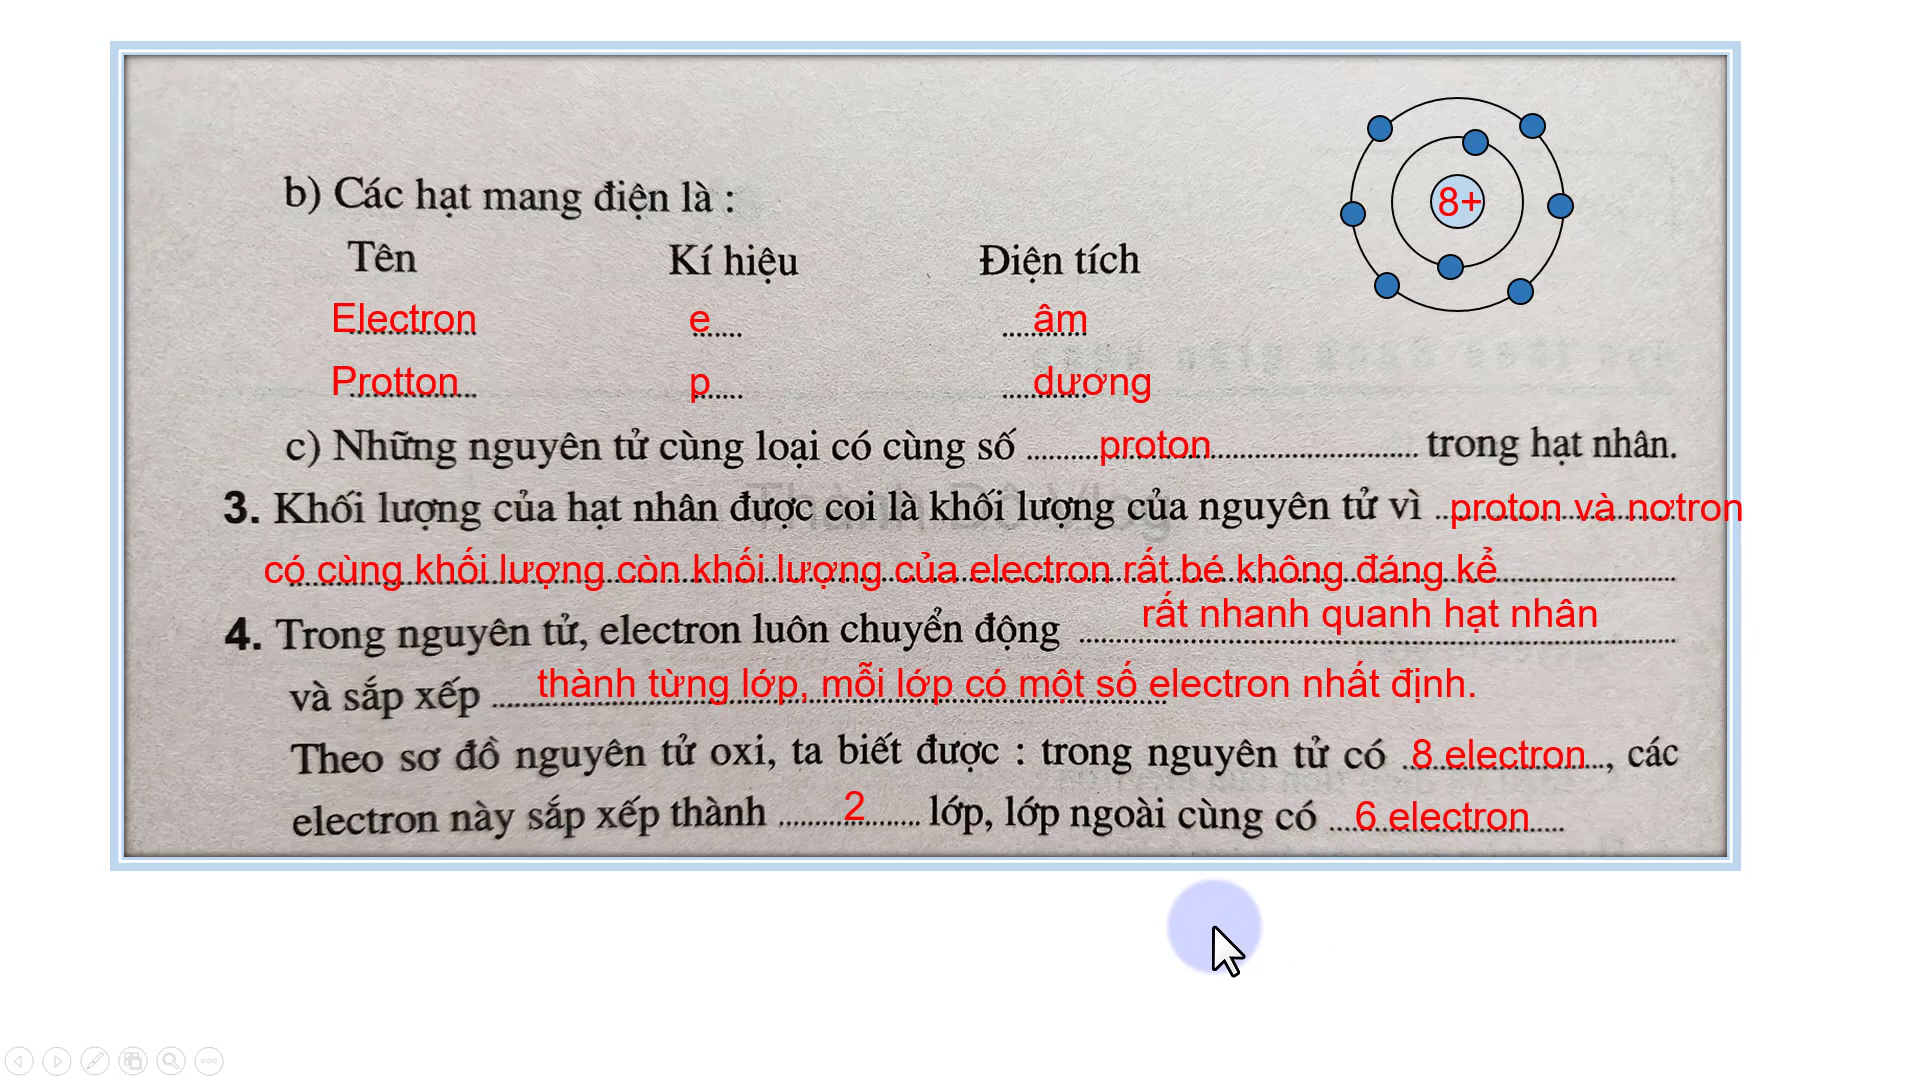 8+
b) Các hạt mang điện là :
Tên Kí hiệu Điện tích
Electron e âm
Protton p dương
c) Những nguyên tử cùng loại có cùng số proton trong hạt nhân.
3. Khối lượng của hạt nhân được coi là khối lượng của nguyên tử vì proton và nơtron
có cùng khối lượng còn khối lượng của electron rất bé không đáng kể
4. Trong nguyên tử, electron luôn chuyển động rất nhanh quanh hạt nhân
và sắp xếp thành từng lớp, mỗi lớp có một số electron nhất định.
Theo sơ đồ nguyên tử oxi, ta biết được : trong nguyên tử có 8 electron, các
electron này sắp xếp thành 2 lớp, lớp ngoài cùng có 6 electron